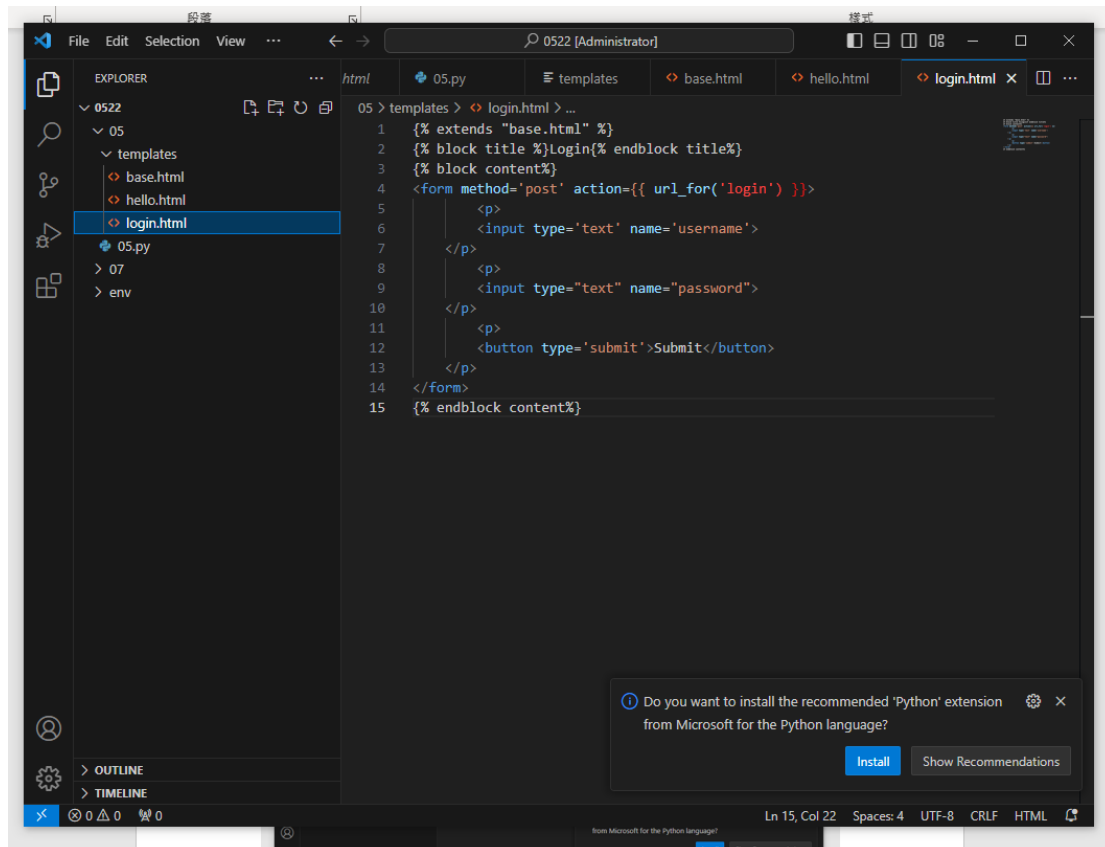 段落
樣式
File Edit Selection View ··· 0522 [Administrator]
EXPLORER ···
html 05.py templates base.html hello.html login.html ···
0522
05
templates
base.html
hello.html
login.html
05.py
07
env
05 > templates > login.html > ...
1 {% extends "base.html" %}
2 {% block title %}Login{% endblock title%}
3 {% block content%}
4 <form method='post' action={{ url_for('login') }}>
5 <p>
6 <input type='text' name='username'>
7 </p>
8 <p>
9 <input type="text" name="password">
10 </p>
11 <p>
12 <button type='submit'>Submit</button>
13 </p>
14 </form>
15 {% endblock content%}
Do you want to install the recommended 'Python' extension
from Microsoft for the Python language?
Install Show Recommendations
OUTLINE
TIMELINE
0 0 0 Ln 15, Col 22 Spaces: 4 UTF-8 CRLF HTML
from Microsoft for the Python language?